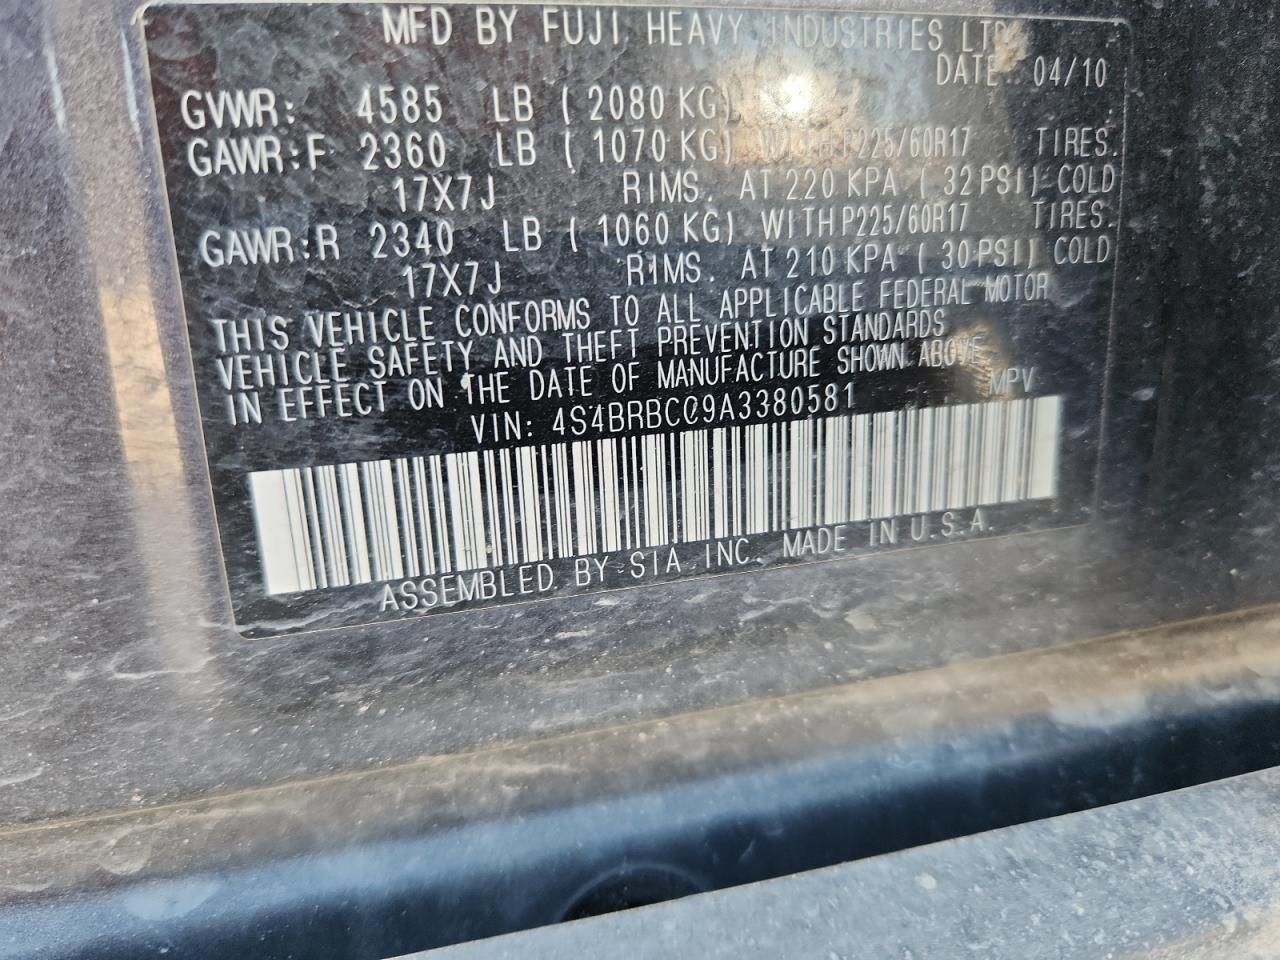 MFD BY FUJI HEAVY INDUSTRIES LTD.
DATE: 04/10
GVWR: 4585 LB ( 2080 KG)
GAWR:F 2360 LB ( 1070 KG) WITH P225/60R17 TIRES.
17X7J RIMS. AT 220 KPA ( 32 PSI) COLD
GAWR:R 2340 LB ( 1060 KG) WITH P225/60R17 TIRES.
17X7J RIMS. AT 210 KPA ( 30 PSI) COLD
THIS VEHICLE CONFORMS TO ALL APPLICABLE FEDERAL MOTOR
VEHICLE SAFETY AND THEFT PREVENTION STANDARDS
IN EFFECT ON THE DATE OF MANUFACTURE SHOWN ABOVE
VIN: 4S4BRBCC9A3380581 MPV
ASSEMBLED BY SIA, INC. MADE IN U.S.A.